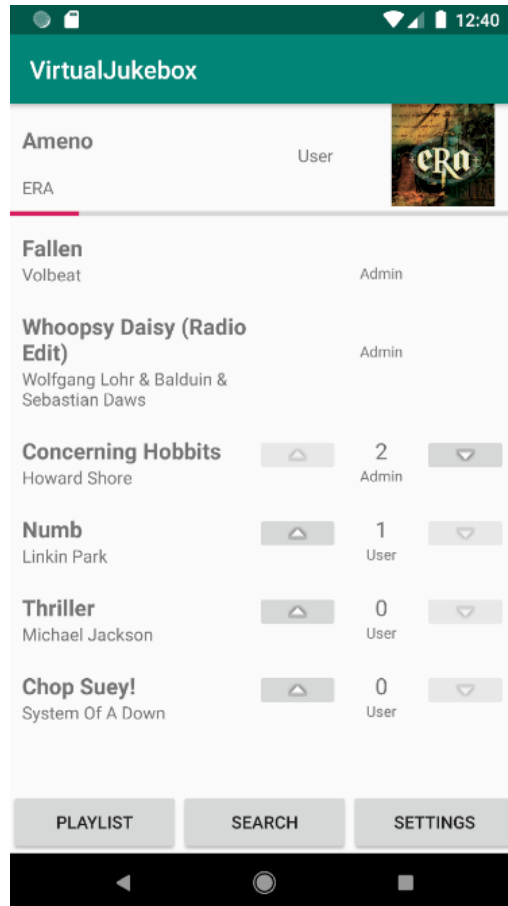 12:40
VirtualJukebox
Ameno
User
ERA
eRa
Fallen
Volbeat
Admin
Whoopsy Daisy (Radio
Edit)
Admin
Wolfgang Lohr & Balduin &
Sebastian Daws
Concerning Hobbits
2
Howard Shore
Admin
Numb
1
Linkin Park
User
Thriller
0
Michael Jackson
User
Chop Suey!
0
System Of A Down
User
PLAYLIST
SEARCH
SETTINGS